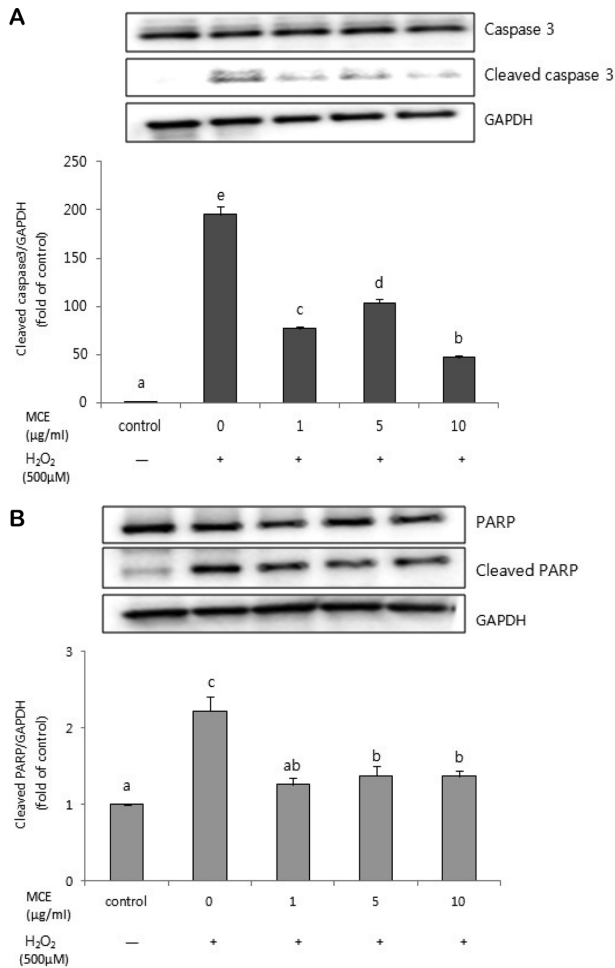 A
Caspase 3
Cleaved caspase 3
GAPDH
Cleaved caspase3/GAPDH
(fold of control)
250
200
150
100
50
0
a
e
c
d
b
MCE
(μg/ml)
control 0 1 5 10
H₂O₂
(500μM)
— + + + +
B
PARP
Cleaved PARP
GAPDH
Cleaved PARP/GAPDH
(fold of control)
3
2
1
0
a
c
ab
b
b
MCE
(μg/ml)
control 0 1 5 10
H₂O₂
(500μM)
— + + + +